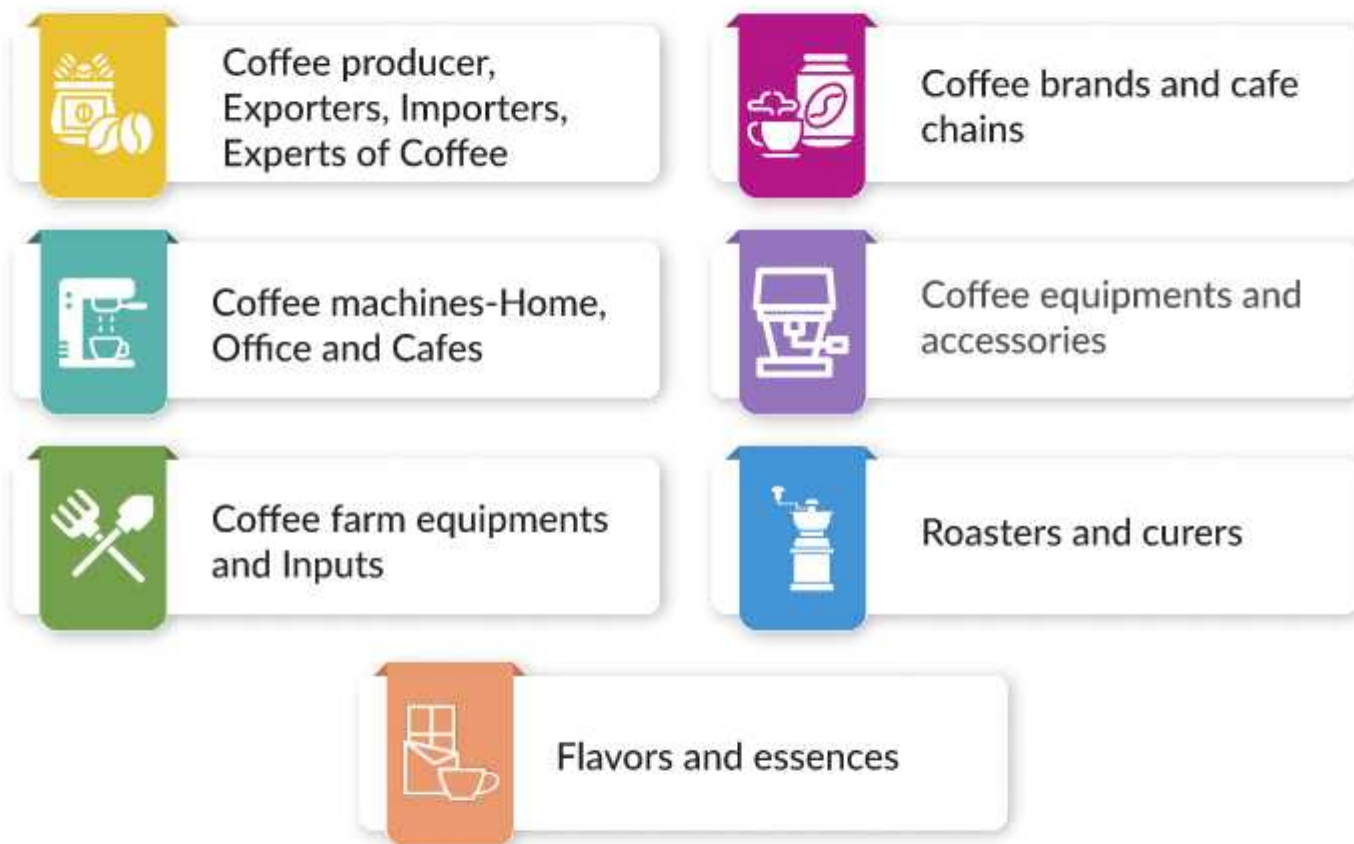 Coffee producer,
Exporters, Importers,
Experts of Coffee
Coffee brands and cafe
chains
Coffee machines-Home,
Office and Cafes
Coffee equipments and
accessories
Coffee farm equipments
and Inputs
Roasters and curers
Flavors and essences